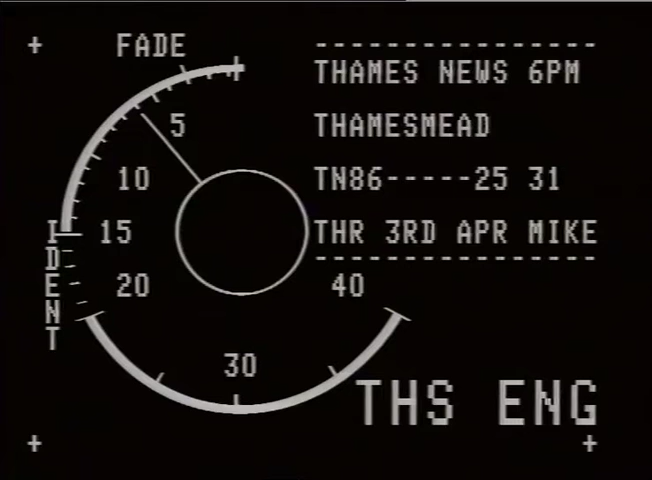 FADE
THAMES NEWS 6PM
THAMESMEAD
TN86-----25 31
THR 3RD APR MIKE
5
10
15
20
30
40
IDENT
THS ENG